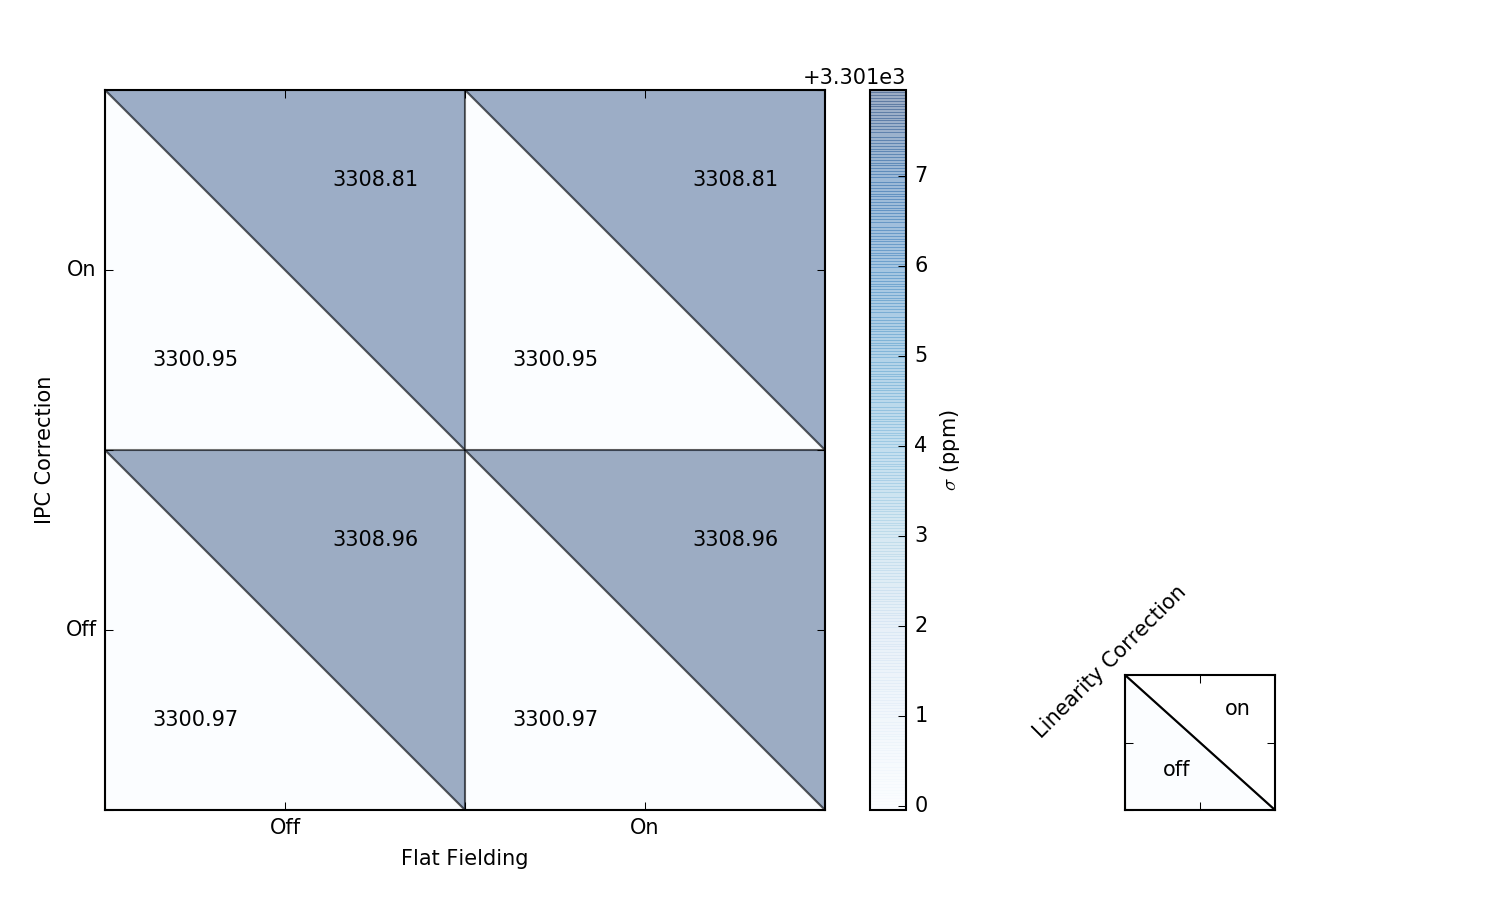 +3.301e3
3308.81
3308.81
7
6
On
5
3300.95
3300.95
4
σ (ppm)
IPC Correction
3308.96
3308.96
3
2
Off
3300.97
3300.97
1
0
Off
On
Flat Fielding
Linearity Correction
on
off